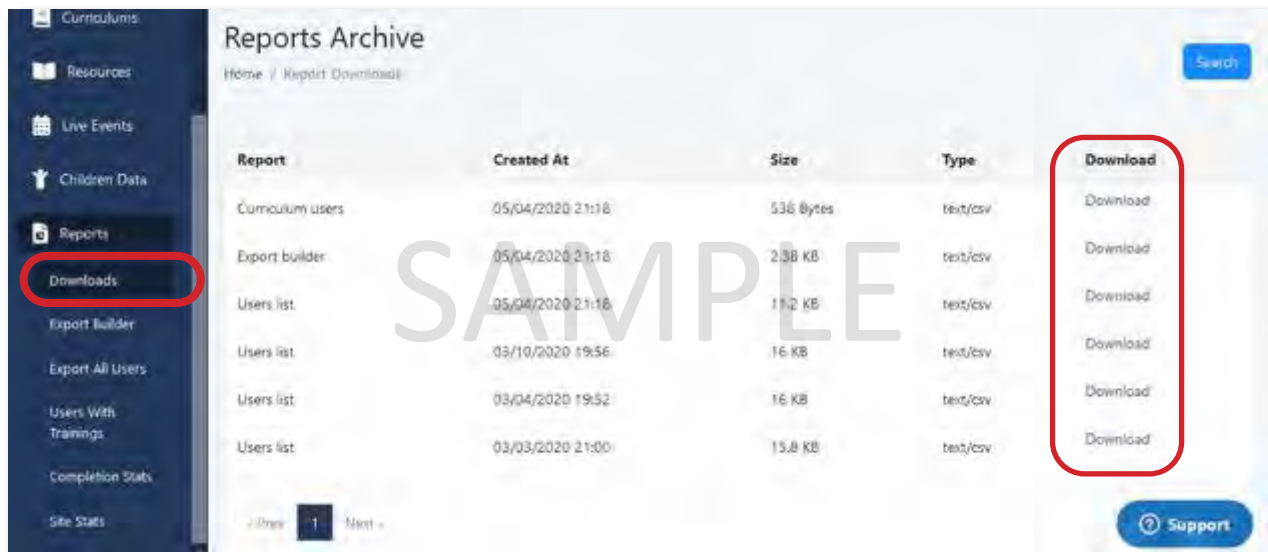 Curriculums
Resources
Live Events
Children Data
Reports
Downloads
Export Builder
Export All Users
Users With
Trainings
Completion Stats
Site Stats
Reports Archive
Home / Report Downloads
Search
Report Created At Size Type Download
Curriculum users 05/04/2020 21:18 536 Bytes text/csv Download
Export builder 05/04/2020 21:18 2.38 KB text/csv Download
Users list 05/04/2020 21:18 11.2 KB text/csv Download
Users list 03/10/2020 19:56 16 KB text/csv Download
Users list 03/04/2020 19:52 16 KB text/csv Download
Users list 03/03/2020 21:00 15.8 KB text/csv Download
SAMPLE
‹ Prev 1 Next ›
Support